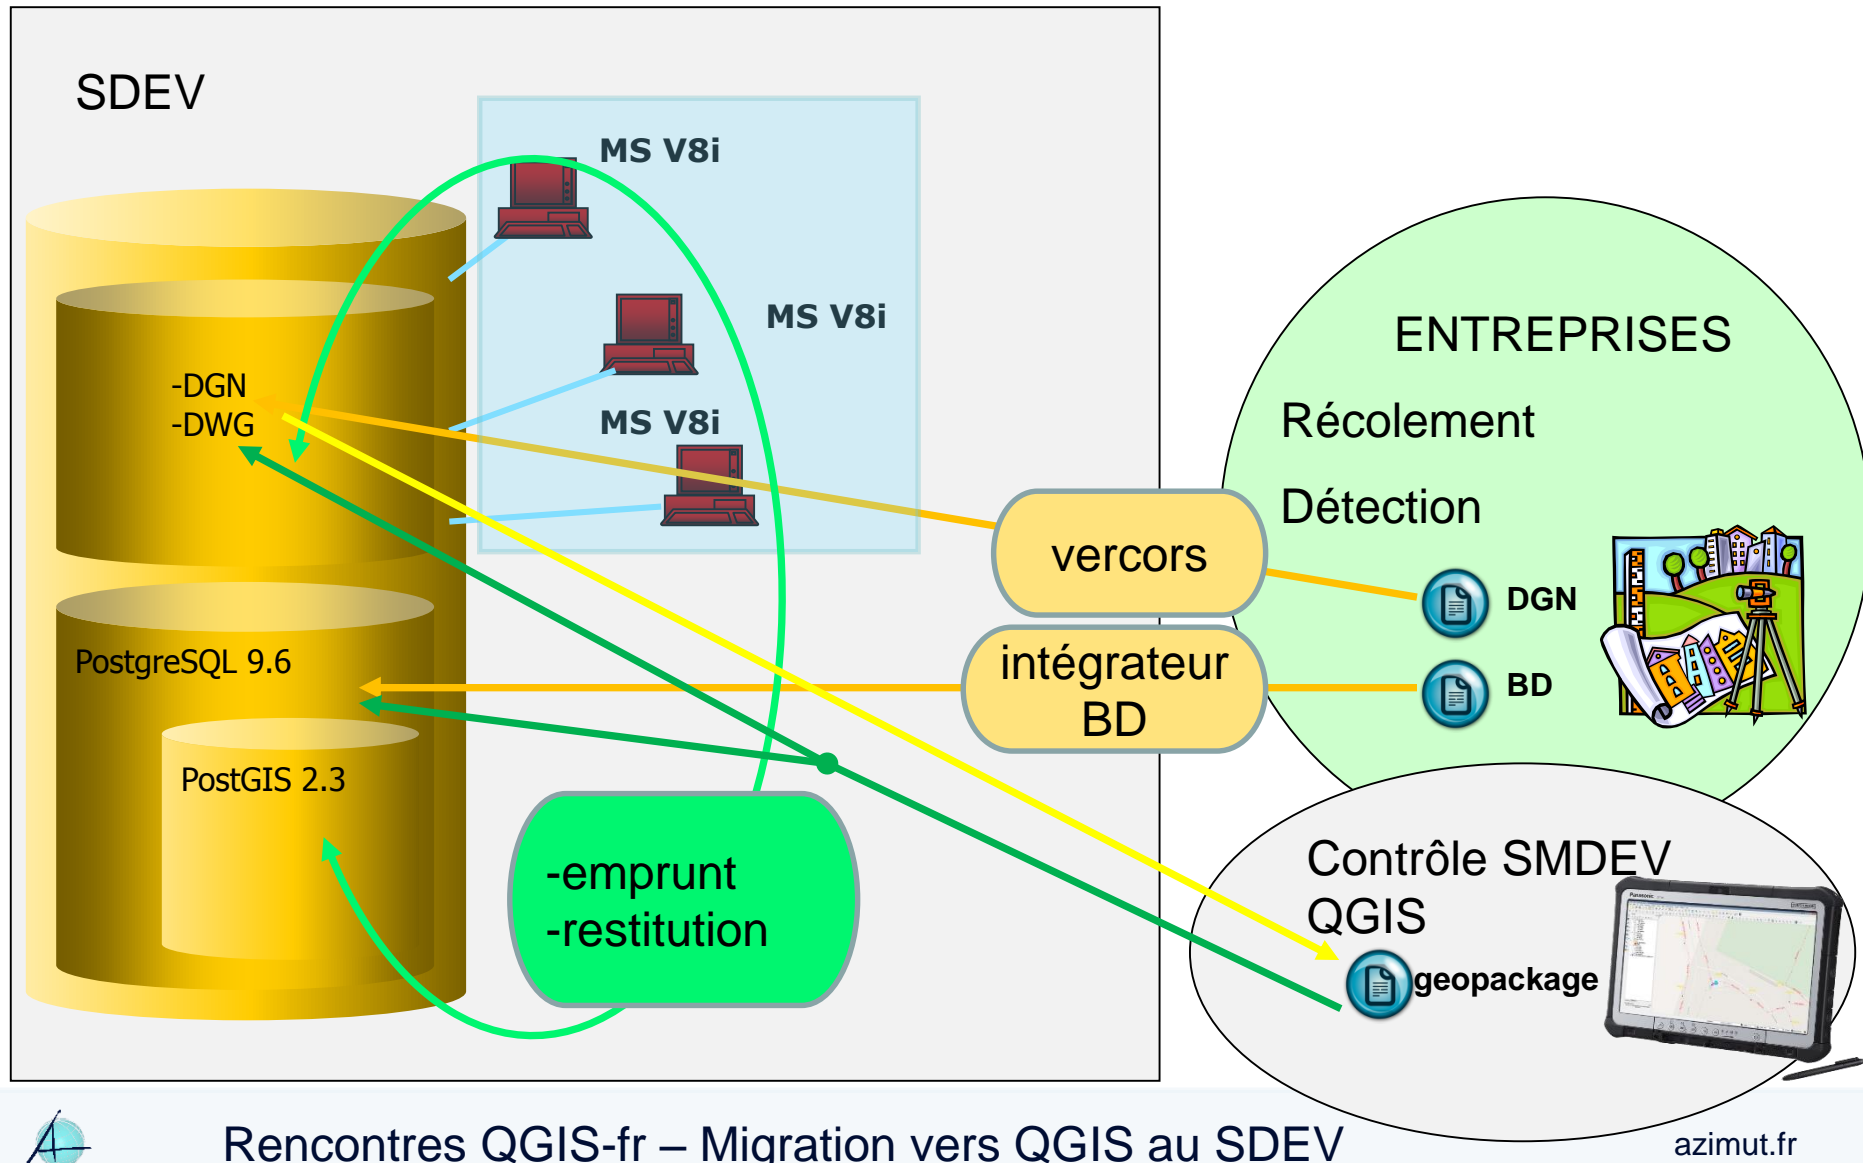 SDEV
MS V8i
MS V8i
MS V8i
-DGN
-DWG
PostgreSQL 9.6
PostGIS 2.3
-emprunt
-restitution
vercors
intégrateur
BD
ENTREPRISES
Récolement
Détection
DGN
BD
Contrôle SMDEV
QGIS
geopackage
Panasonic
Rencontres QGIS-fr – Migration vers QGIS au SDEV
azimut.fr